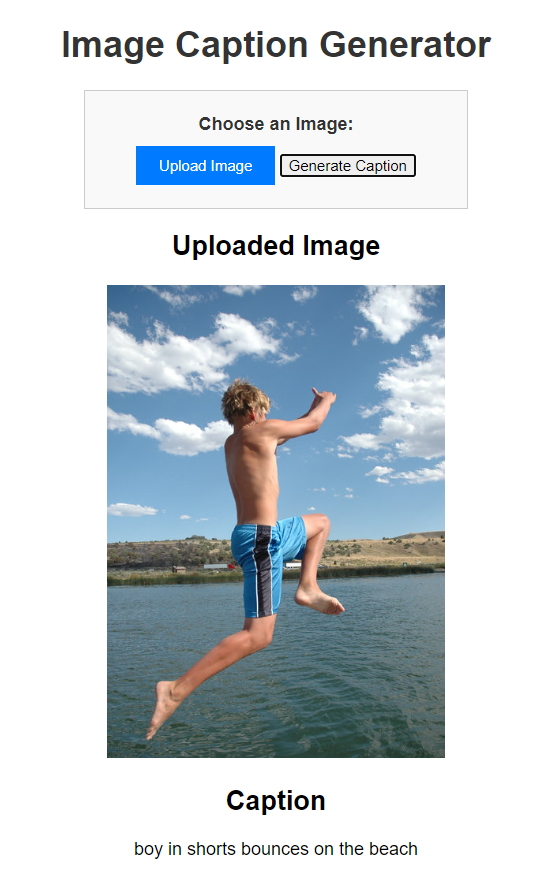 Image Caption Generator
Choose an Image:
Upload Image Generate Caption
Uploaded Image
Caption
boy in shorts bounces on the beach